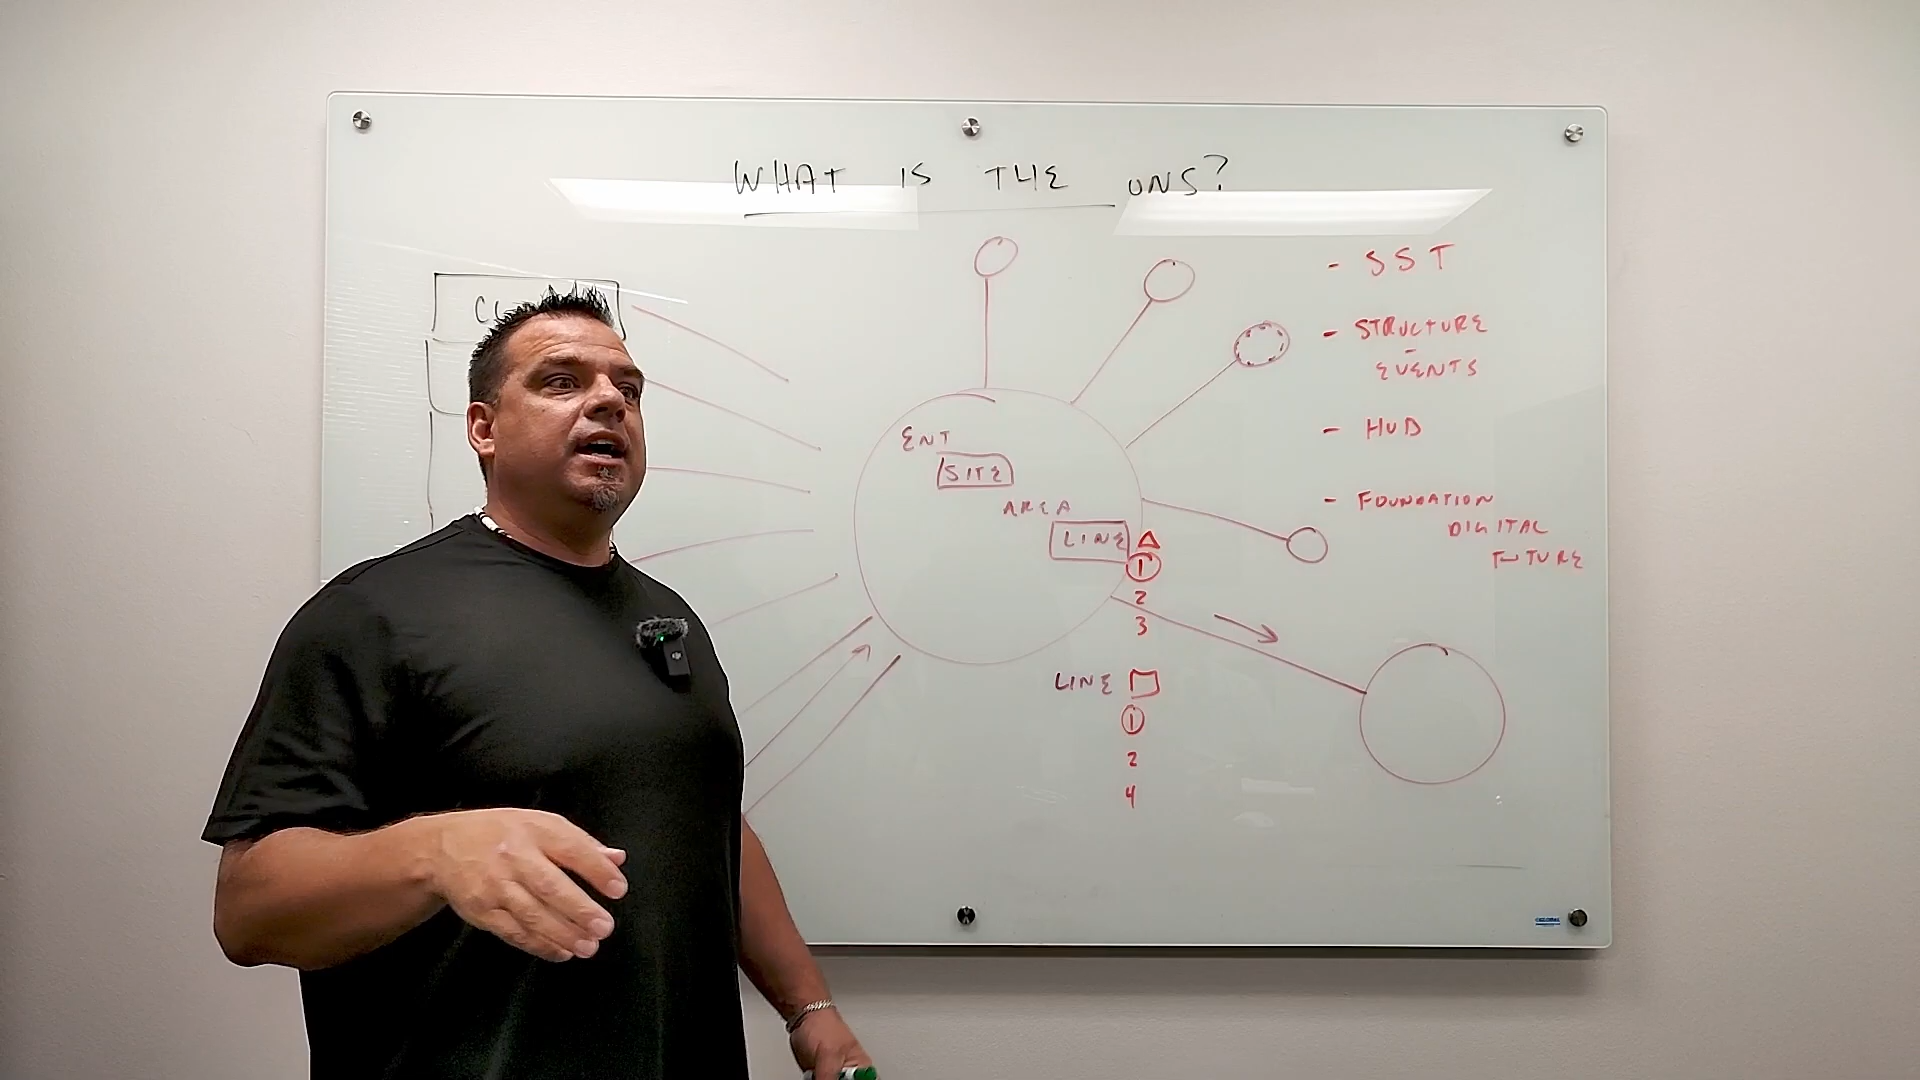 WHAT IS THE UNS?
- SST
- STRUCTURE
- EVENTS
- HUD
- FOUNDATION
DIGITAL
FUTURE
ENT
SITE
AREA
LINE
1
2
3
LINE
1
2
4